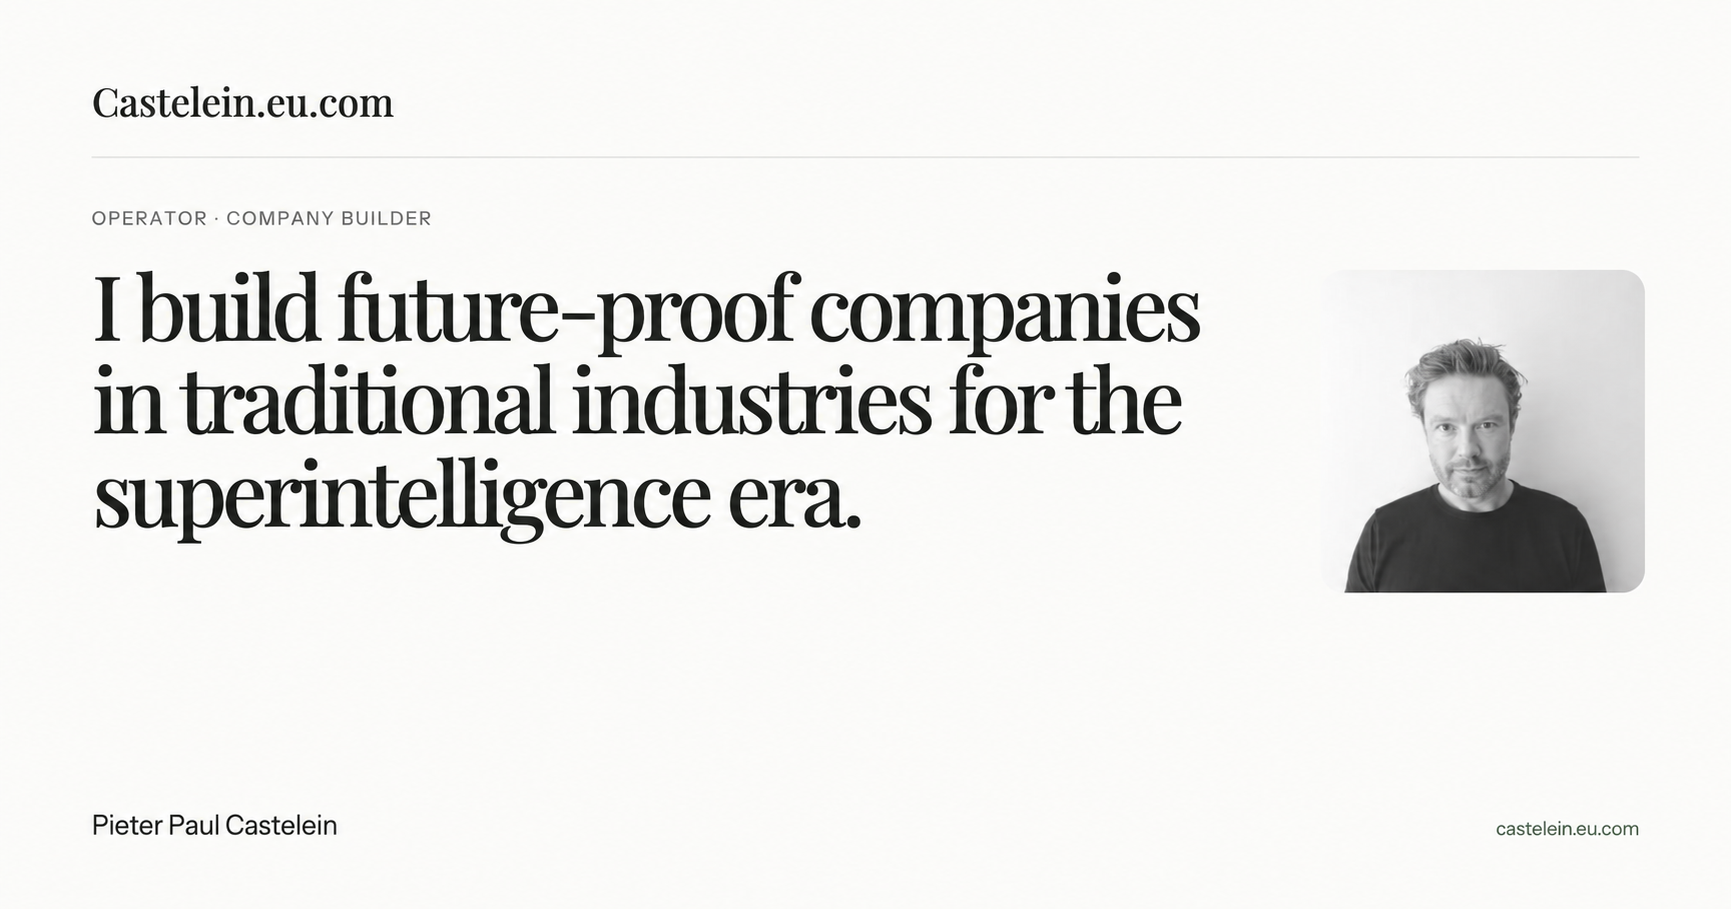 Castelein.eu.com
OPERATOR · COMPANY BUILDER
I build future-proof companies
in traditional industries for the
superintelligence era.
Pieter Paul Castelein
castelein.eu.com